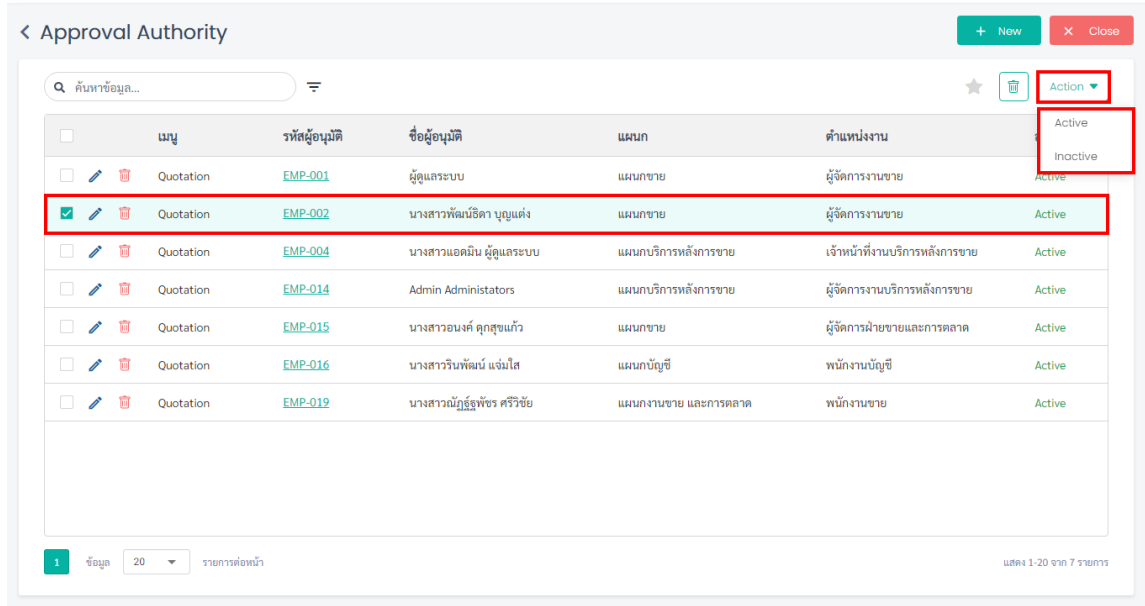 Approval Authority
+ New
× Close
ค้นหาข้อมูล...
Action
Active
Inactive
เมนู รหัสผู้อนุมัติ ชื่อผู้อนุมัติ แผนก ตำแหน่งงาน
Quotation EMP-001 ผู้ดูแลระบบ แผนกขาย ผู้จัดการงานขาย Active
Quotation EMP-002 นางสาวพัฒน์ธิดา บุญแต่ง แผนกขาย ผู้จัดการงานขาย Active
Quotation EMP-004 นางสาวแอดมิน ผู้ดูแลระบบ แผนกบริการหลังการขาย เจ้าหน้าที่งานบริการหลังการขาย Active
Quotation EMP-014 Admin Administators แผนกบริการหลังการขาย ผู้จัดการงานบริการหลังการขาย Active
Quotation EMP-015 นางสาวอนงค์ ดุกสุขแก้ว แผนกขาย ผู้จัดการฝ่ายขายและการตลาด Active
Quotation EMP-016 นางสาวรินพัฒน์ แจ่มใส แผนกบัญชี พนักงานบัญชี Active
Quotation EMP-019 นางสาวณัฏฐ์ฐพัชร ศรีวิชัย แผนกงานขาย และการตลาด พนักงานขาย Active
1 ข้อมูล 20 รายการต่อหน้า
แสดง 1-20 จาก 7 รายการ